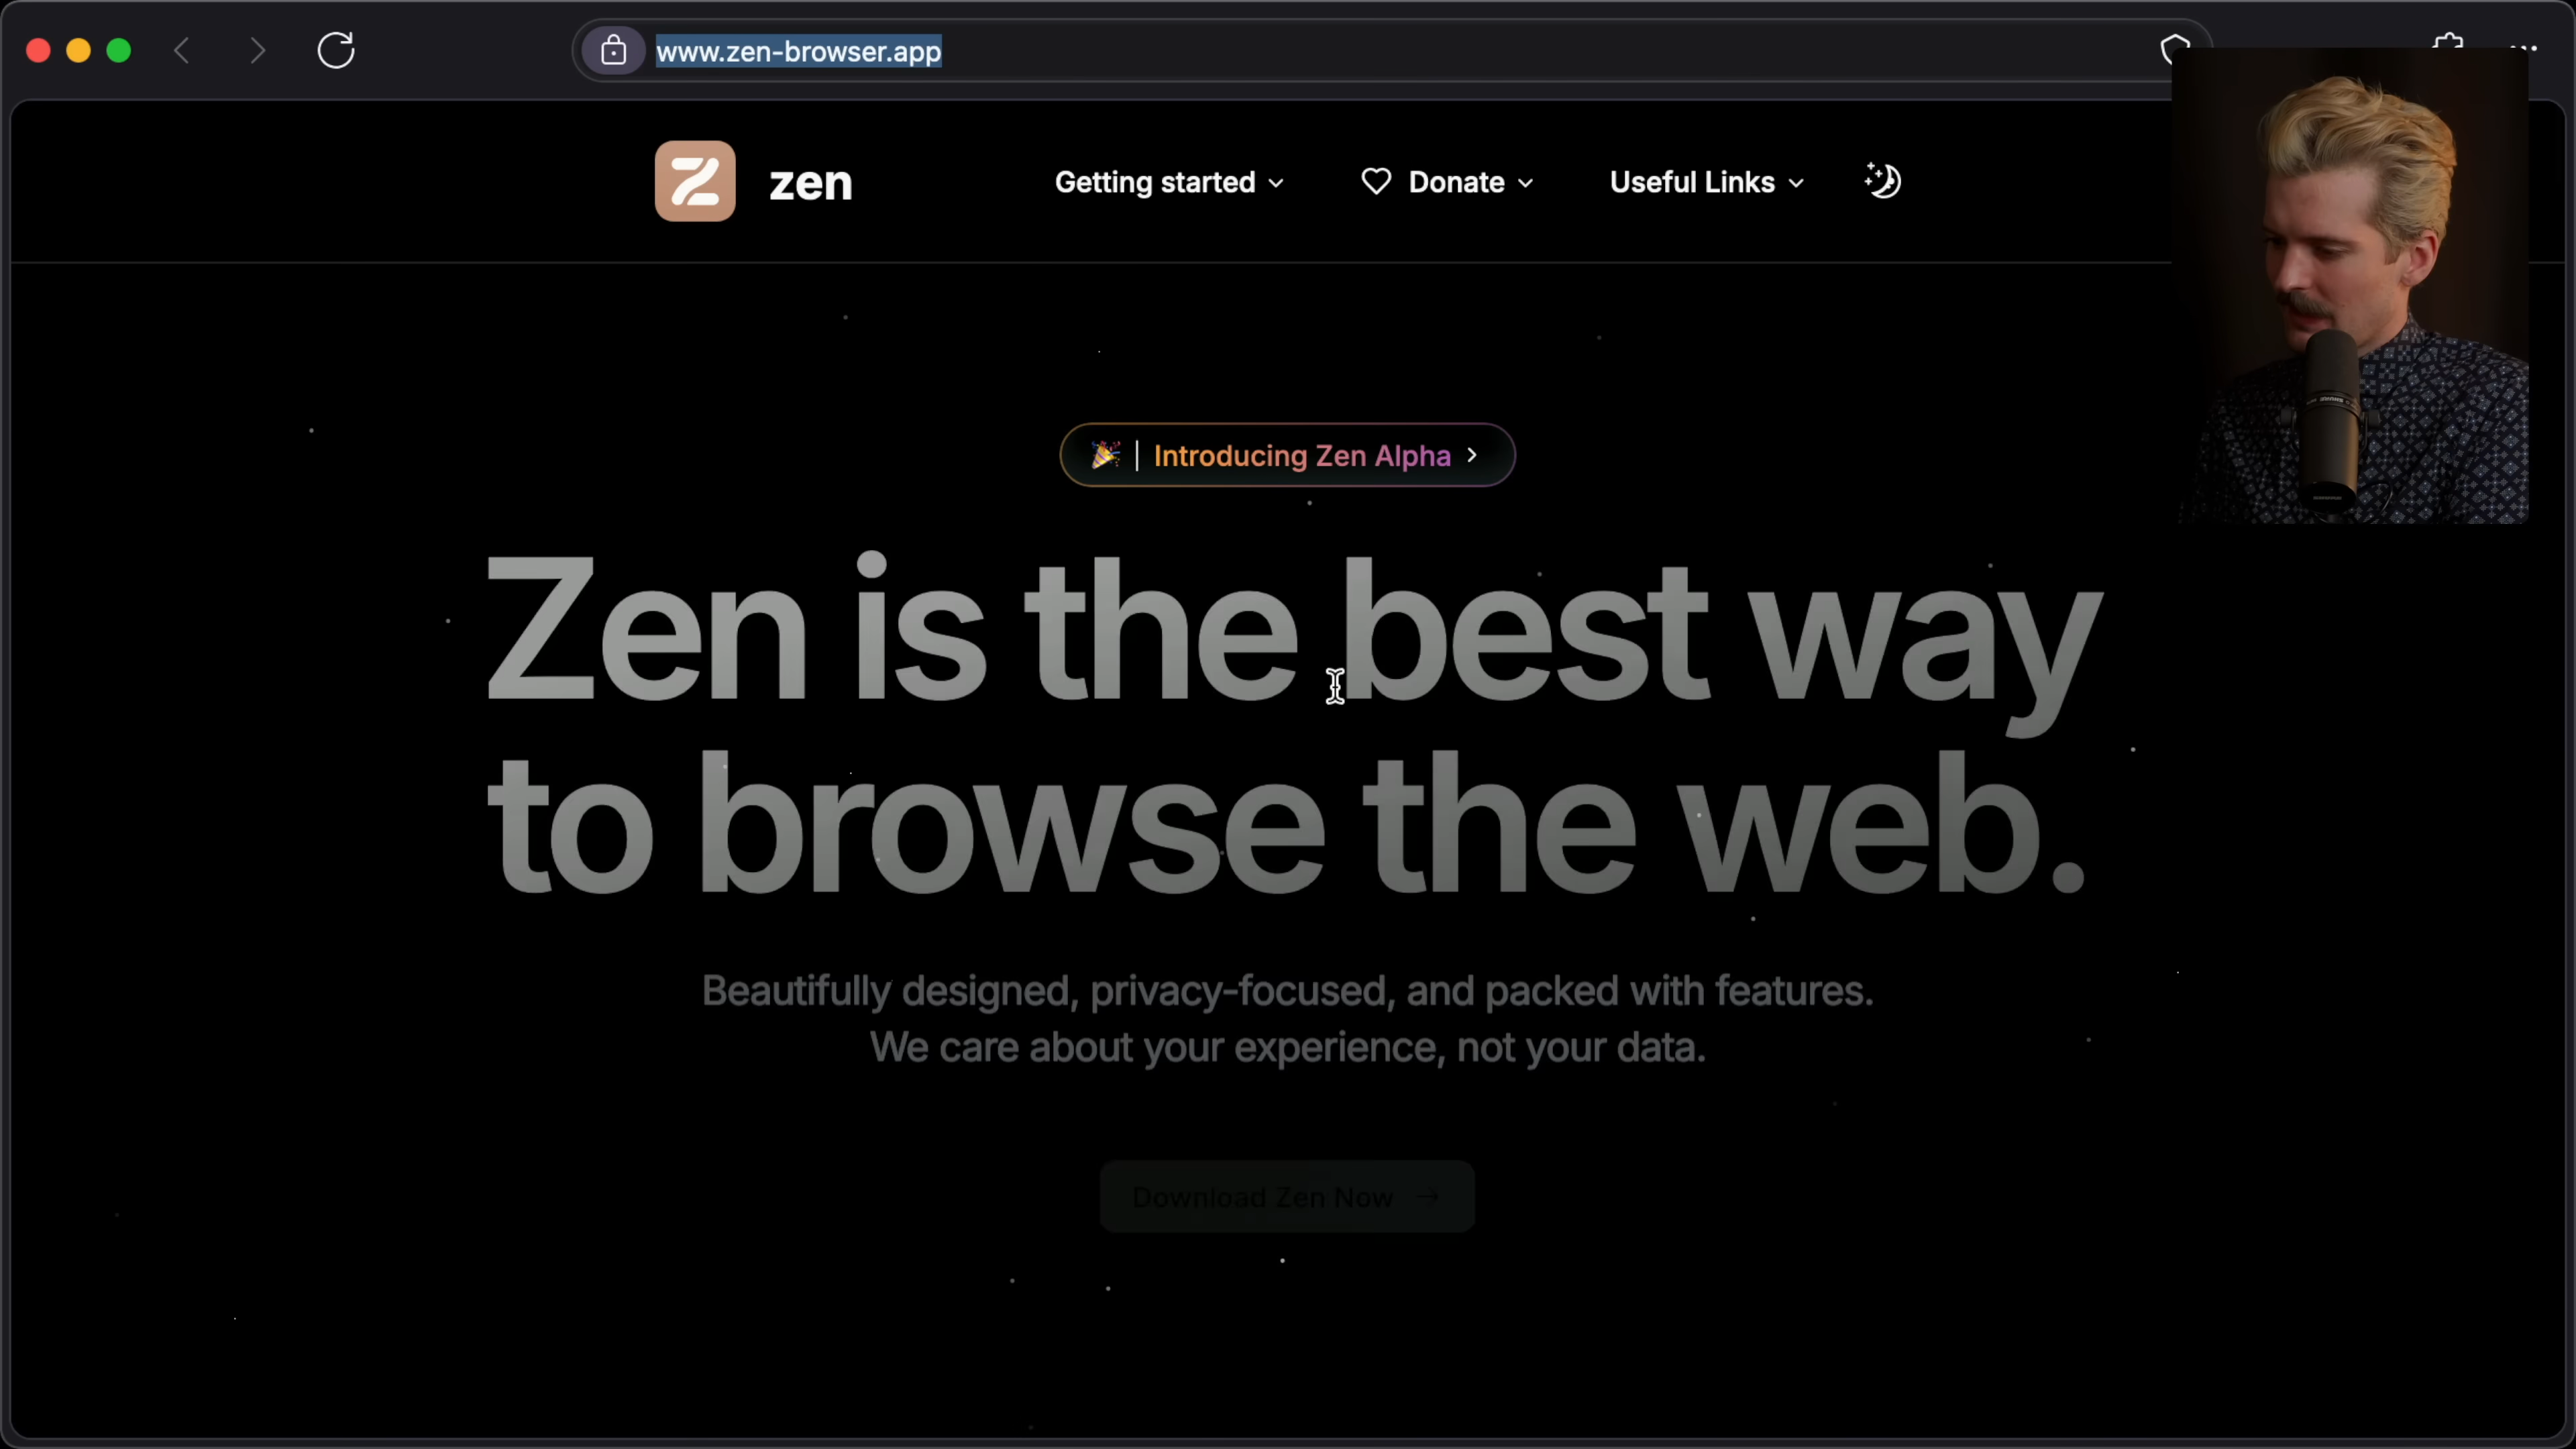 www.zen-browser.app
zen
Getting started
Donate
Useful Links
Introducing Zen Alpha
Zen is the best way
to browse the web.
Beautifully designed, privacy-focused, and packed with features.
We care about your experience, not your data.
Download Zen Now